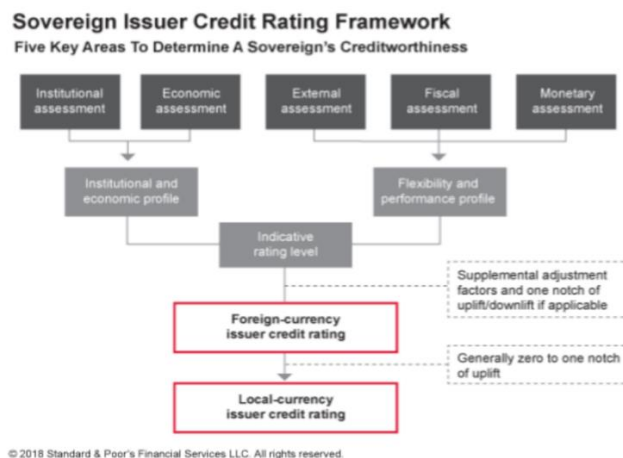 Sovereign Issuer Credit Rating Framework
Five Key Areas To Determine A Sovereign's Creditworthiness
Institutional
assessment
Economic
assessment
External
assessment
Fiscal
assessment
Monetary
assessment
Institutional and
economic profile
Flexibility and
performance profile
Indicative
rating level
Supplemental adjustment
factors and one notch of
uplift/downlift if applicable
Foreign-currency
issuer credit rating
Generally zero to one notch
of uplift
Local-currency
issuer credit rating
© 2018 Standard & Poor's Financial Services LLC. All rights reserved.